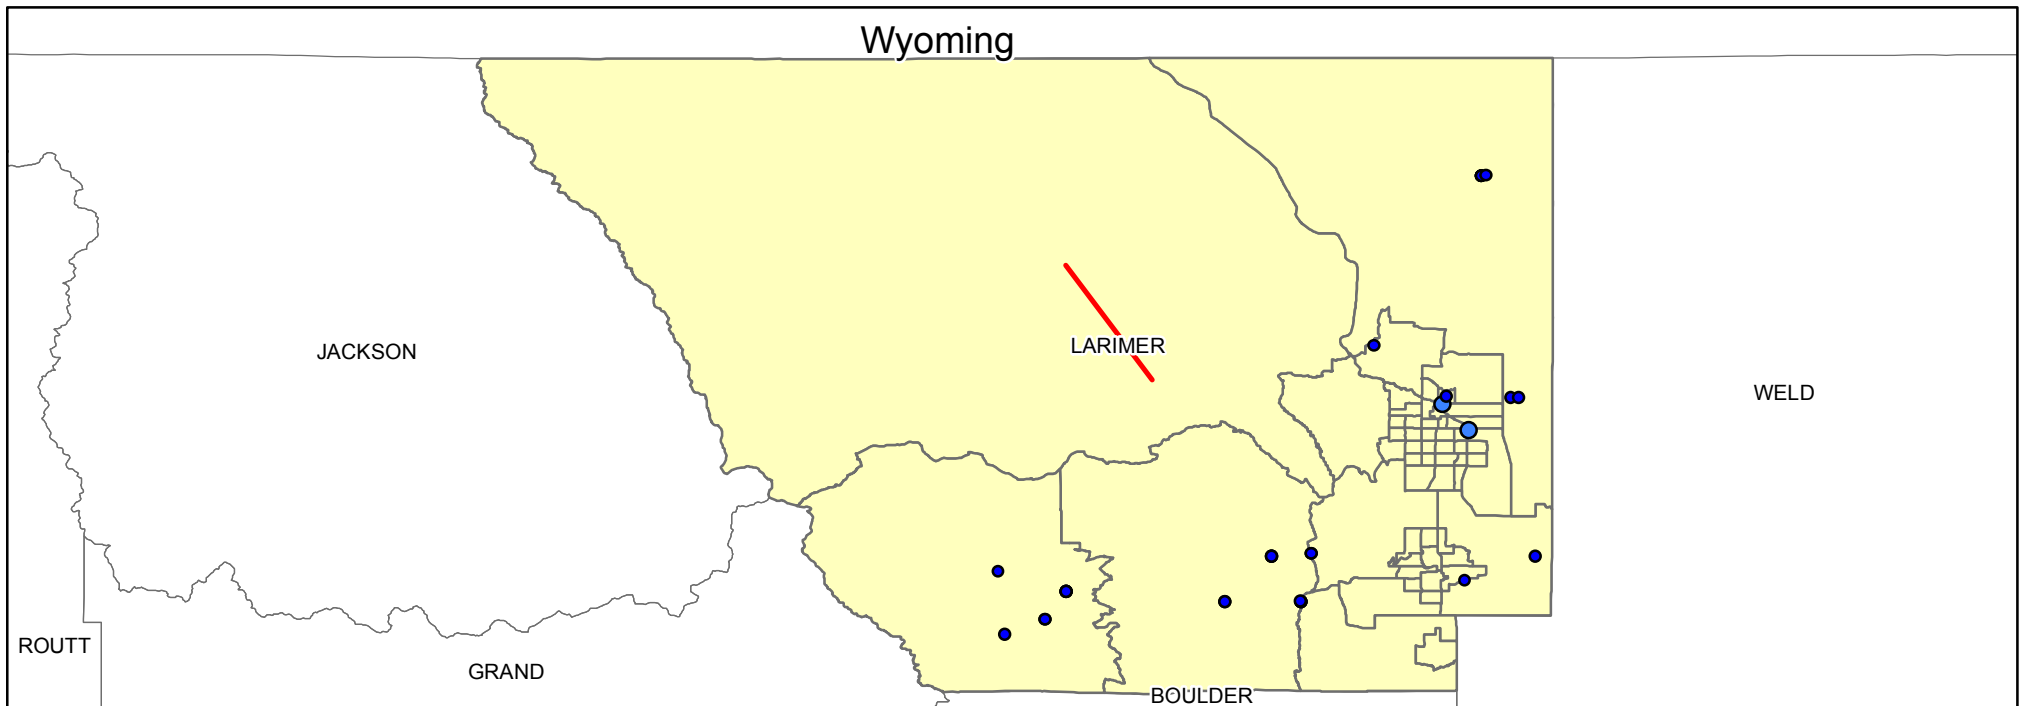 Wyoming
LARIMER
JACKSON
WELD
ROUTT
GRAND
BOULDER